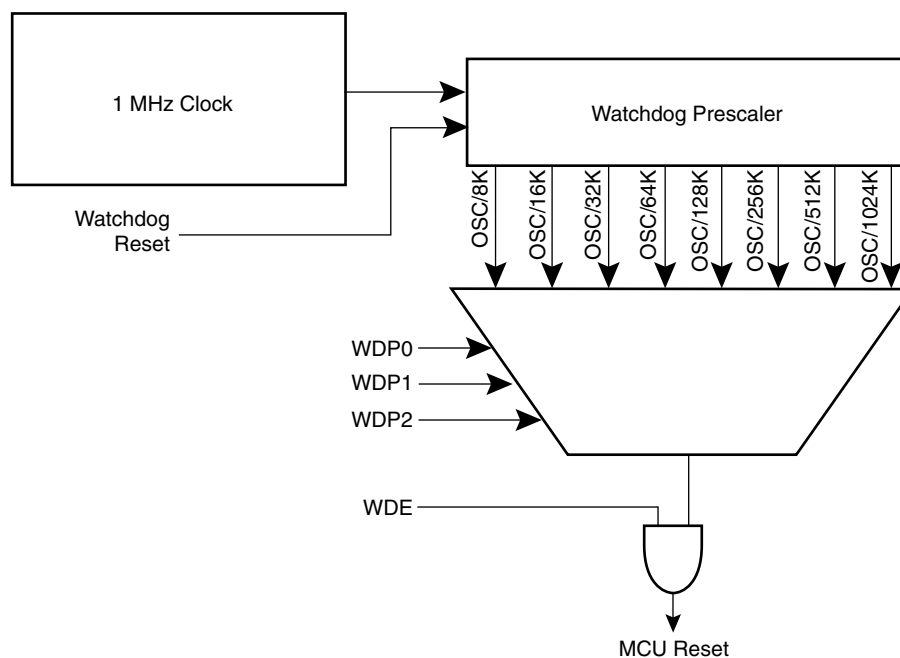 1 MHz Clock
Watchdog Prescaler
Watchdog
Reset
OSC/8K
OSC/16K
OSC/32K
OSC/64K
OSC/128K
OSC/256K
OSC/512K
OSC/1024K
WDP0
WDP1
WDP2
WDE
MCU Reset